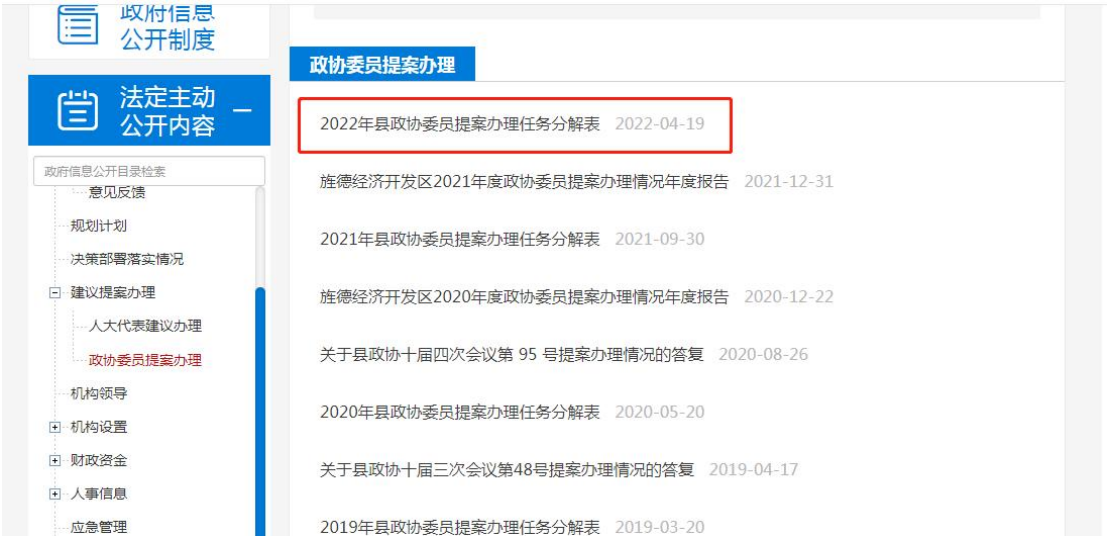 政府信息
公开制度
法定主动
公开内容
政府信息公开目录检索
意见反馈
规划计划
决策部署落实情况
建议提案办理
人大代表建议办理
政协委员提案办理
机构领导
机构设置
财政资金
人事信息
应急管理
政协委员提案办理
2022年县政协委员提案办理任务分解表 2022-04-19
旌德经济开发区2021年度政协委员提案办理情况年度报告 2021-12-31
2021年县政协委员提案办理任务分解表 2021-09-30
旌德经济开发区2020年度政协委员提案办理情况年度报告 2020-12-22
关于县政协十届四次会议第 95 号提案办理情况的答复 2020-08-26
2020年县政协委员提案办理任务分解表 2020-05-20
关于县政协十届三次会议第48号提案办理情况的答复 2019-04-17
2019年县政协委员提案办理任务分解表 2019-03-20